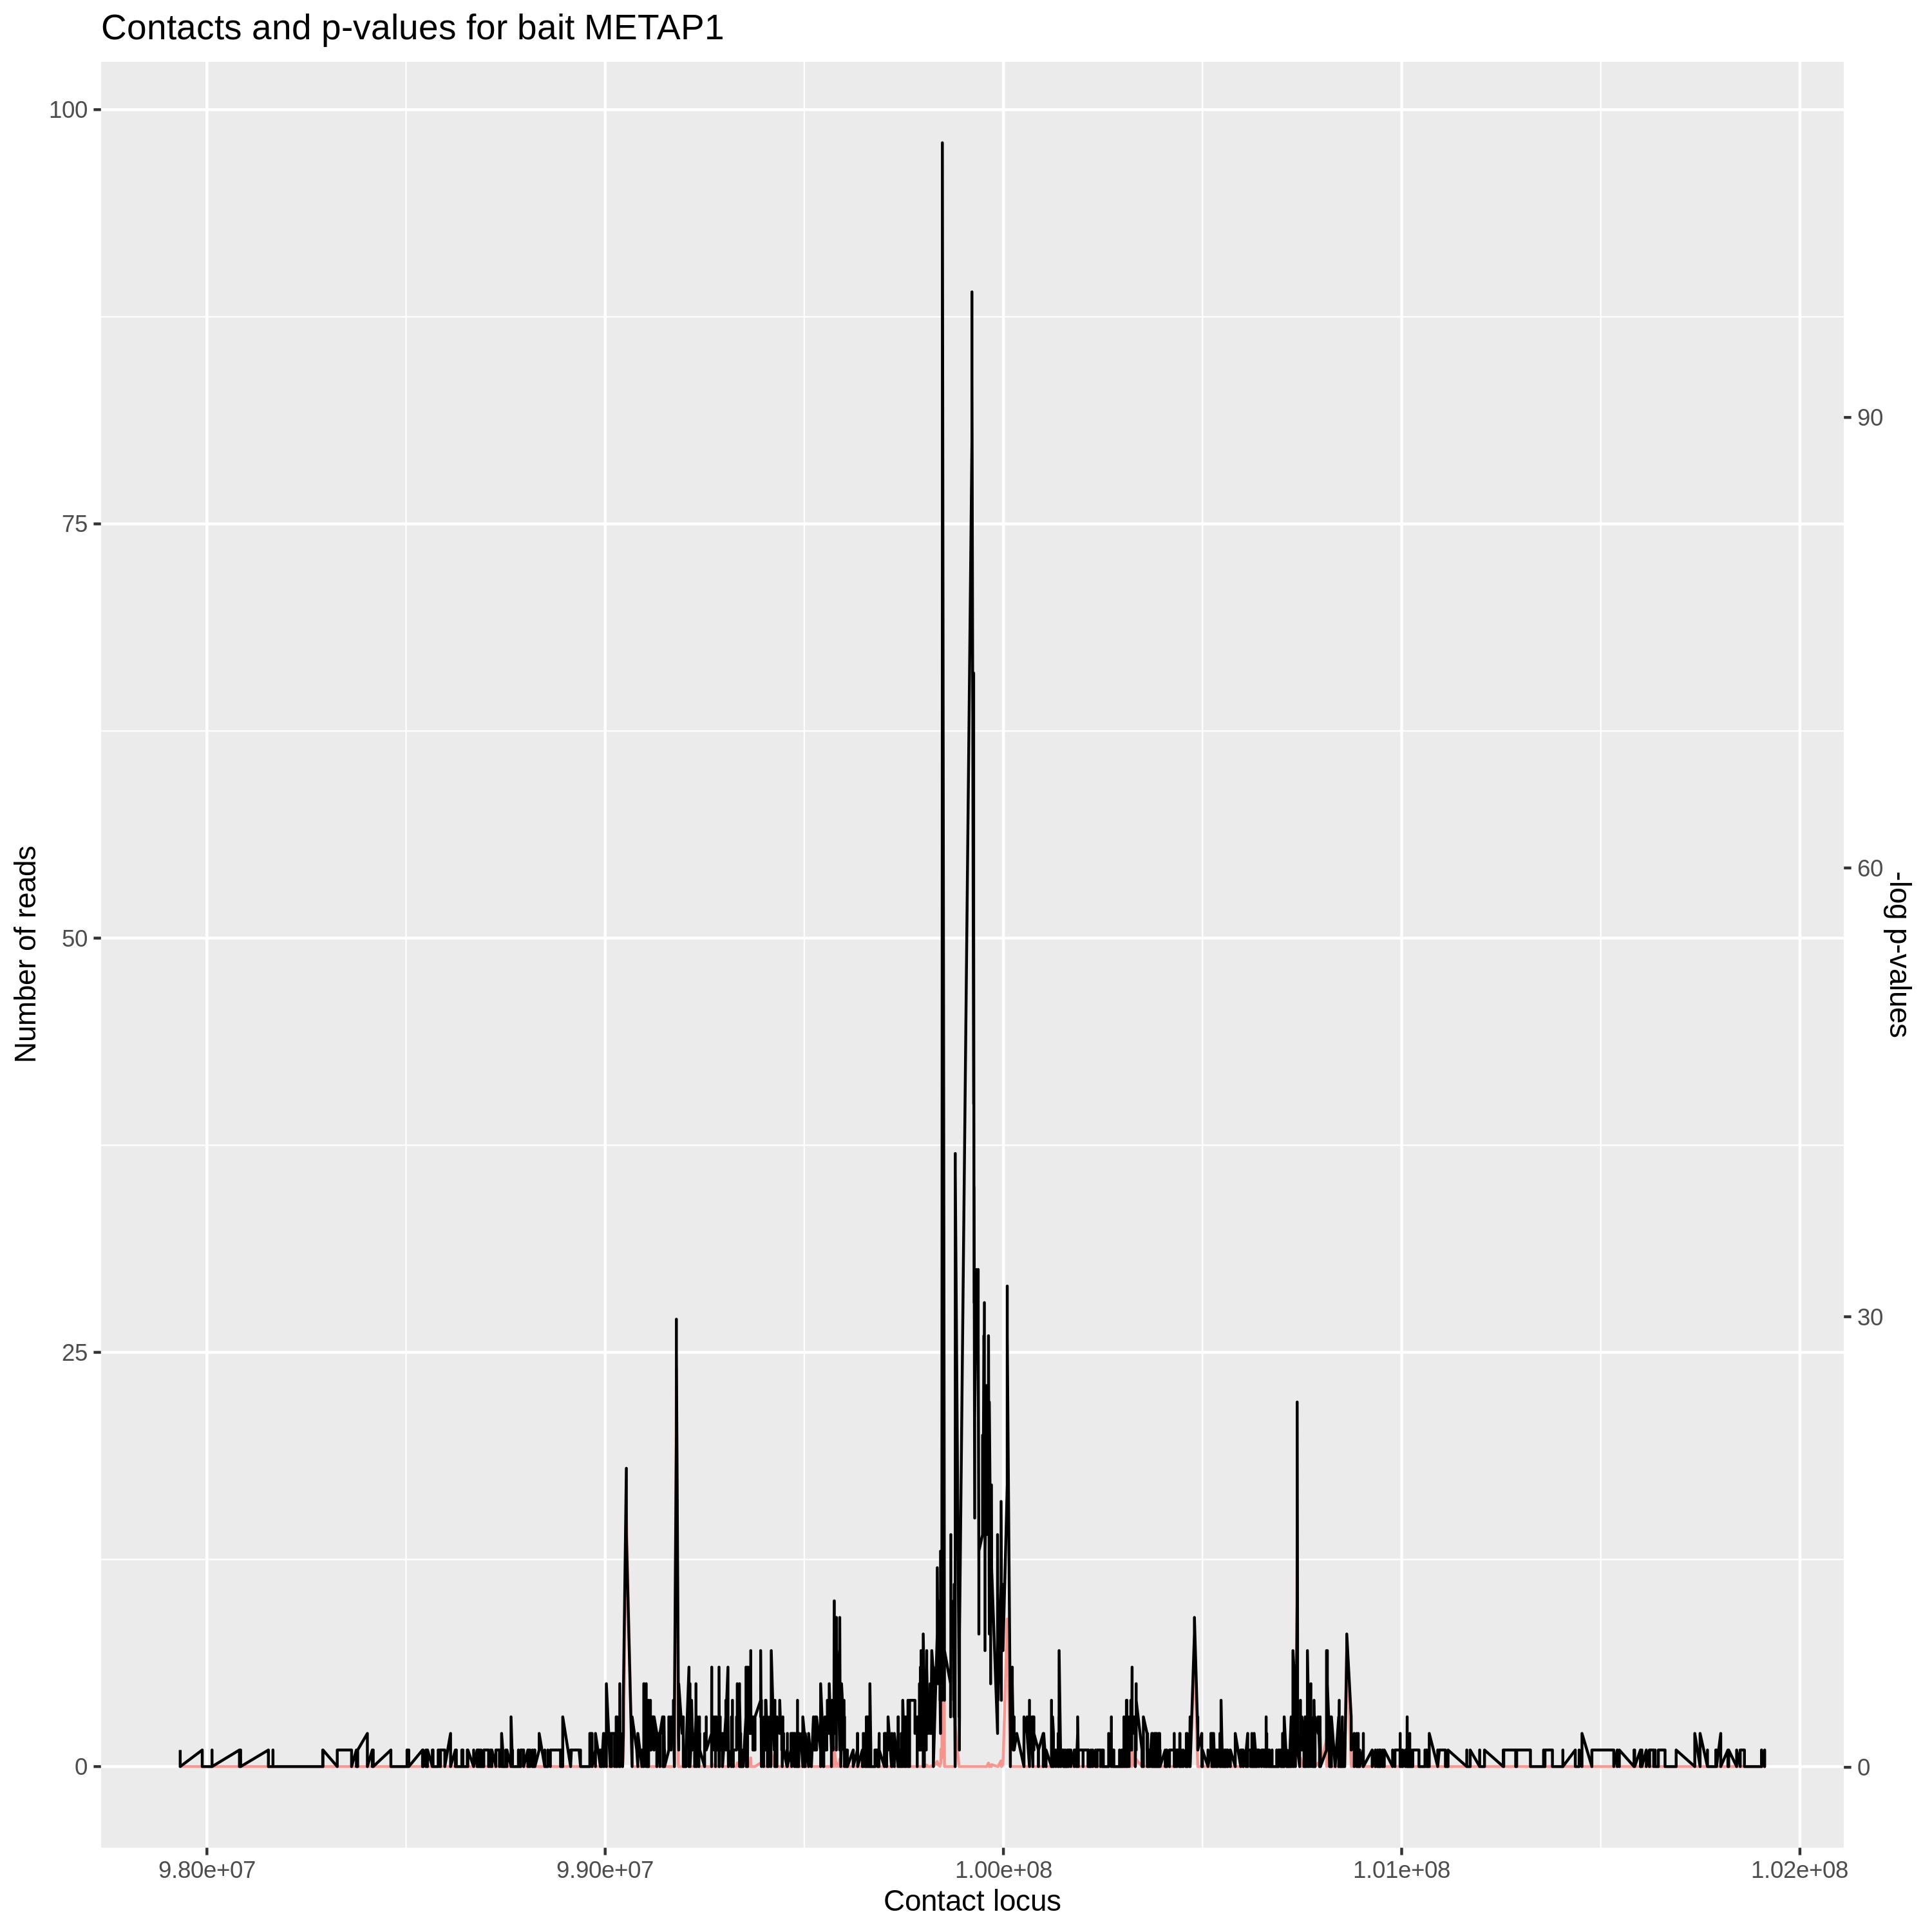 Contacts and p-values for bait METAP1
100
75
50
25
0
Number of reads
90
60
30
0
-log p-values
9.80e+07
9.90e+07
1.00e+08
1.01e+08
1.02e+08
Contact locus